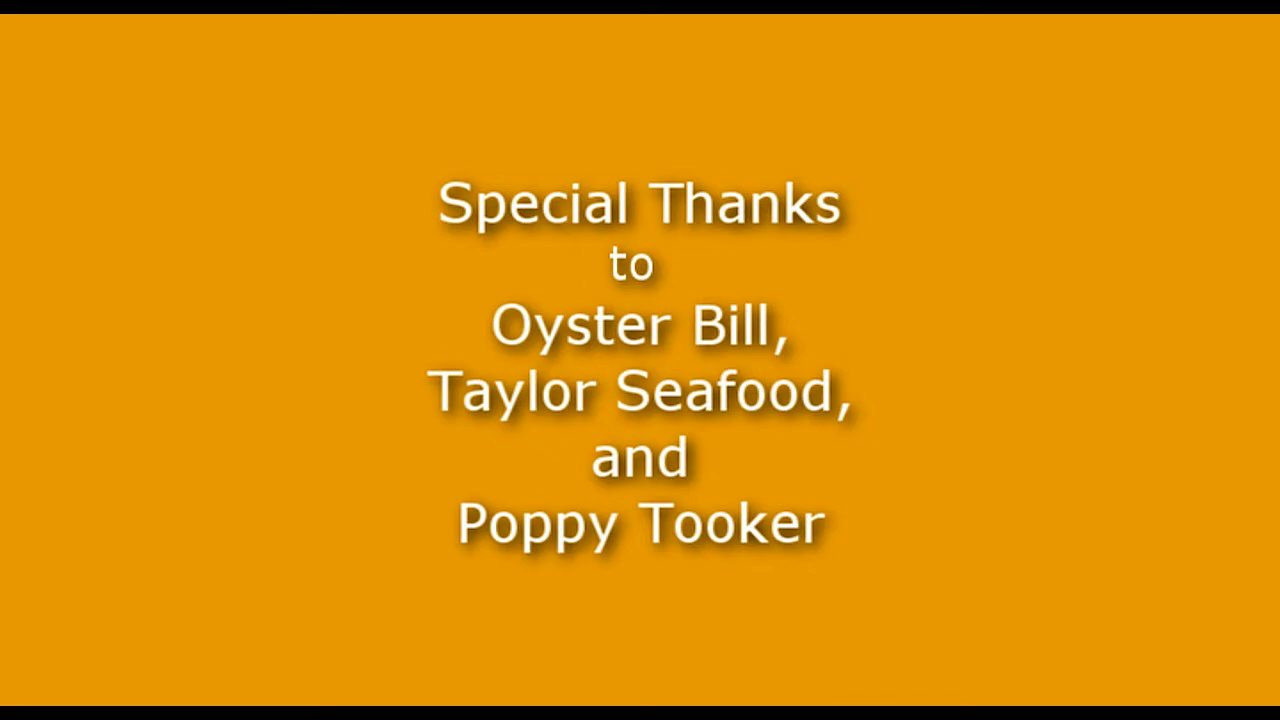 Special Thanks
to
Oyster Bill,
Taylor Seafood,
and
Poppy Tooker